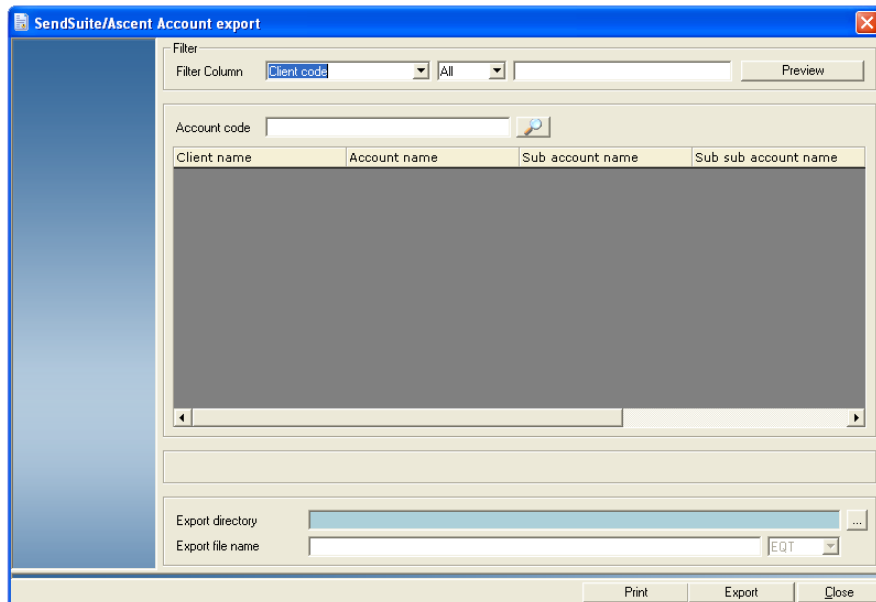 SendSuite/Ascent Account export
Filter
Filter Column Client code All Preview
Account code
Client name Account name Sub account name Sub sub account name
Export directory ...
Export file name EQT
Print Export Close